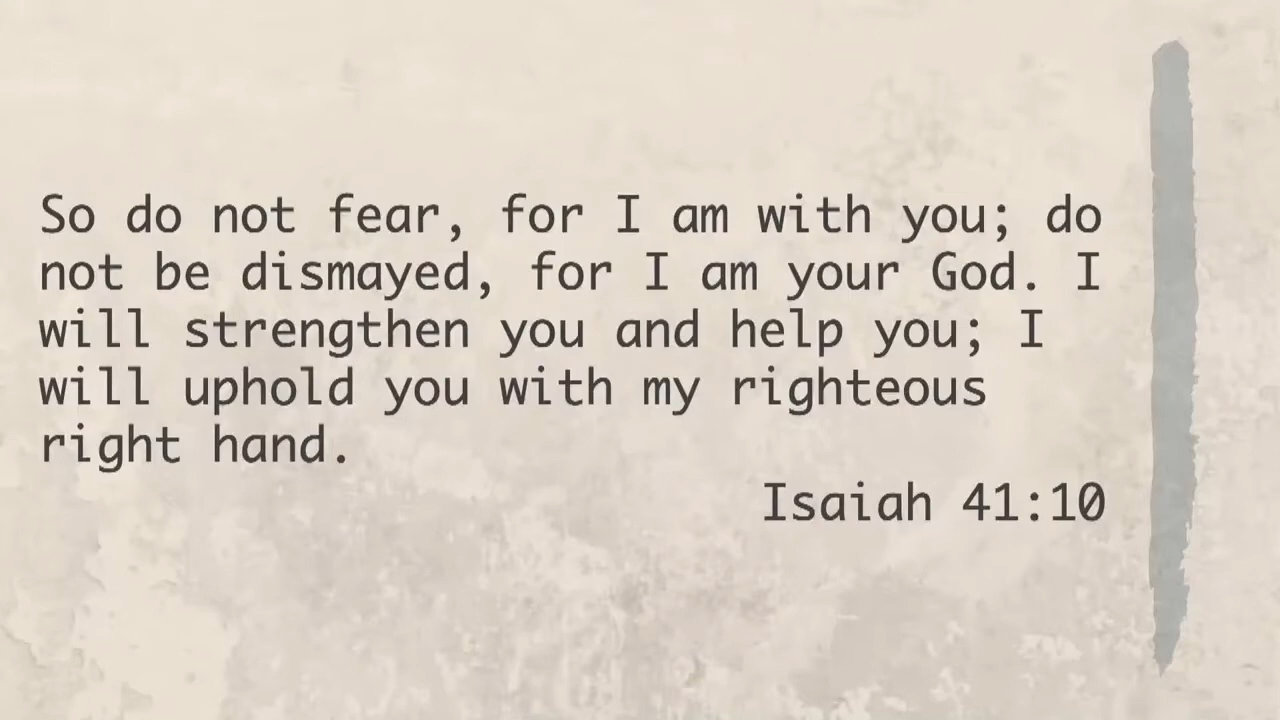 So do not fear, for I am with you; do
not be dismayed, for I am your God. I
will strengthen you and help you; I
will uphold you with my righteous
right hand.
Isaiah 41:10